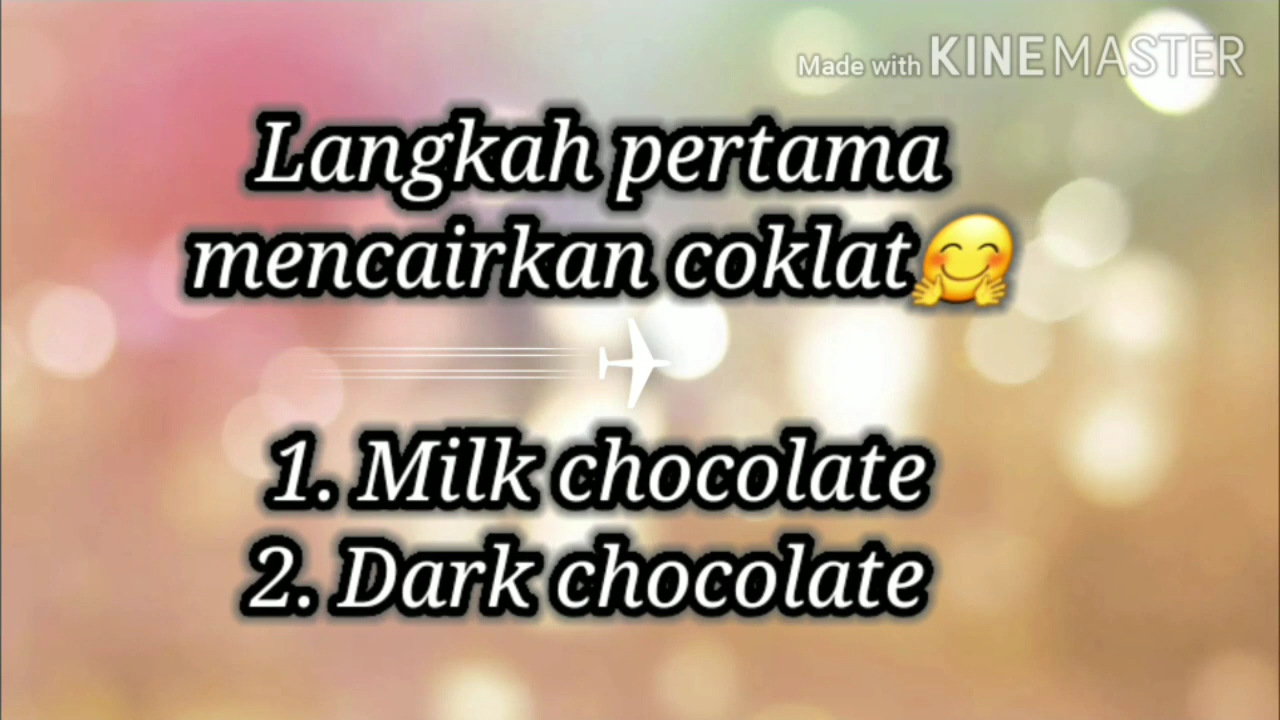 Made with KINEMASTER
Langkah pertama
mencairkan coklat🤗
1. Milk chocolate
2. Dark chocolate